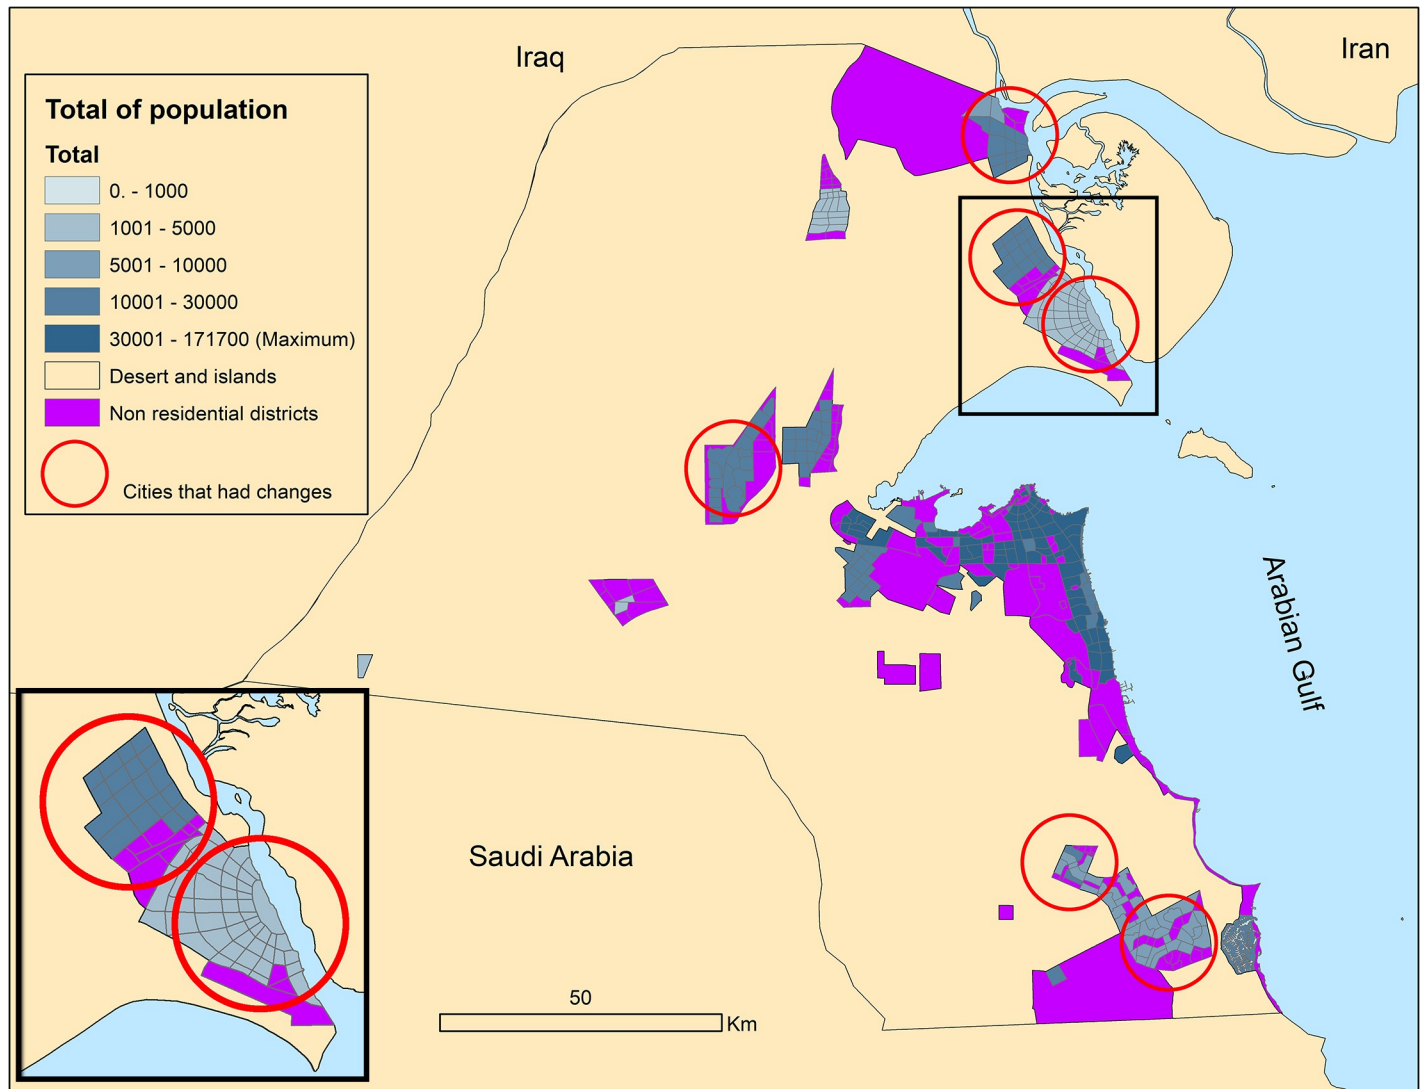 Iraq
Iran
Total of population
Total
0. - 1000
1001 - 5000
5001 - 10000
10001 - 30000
30001 - 171700 (Maximum)
Desert and islands
Non residential districts
Cities that had changes
Arabian Gulf
Saudi Arabia
50
Km